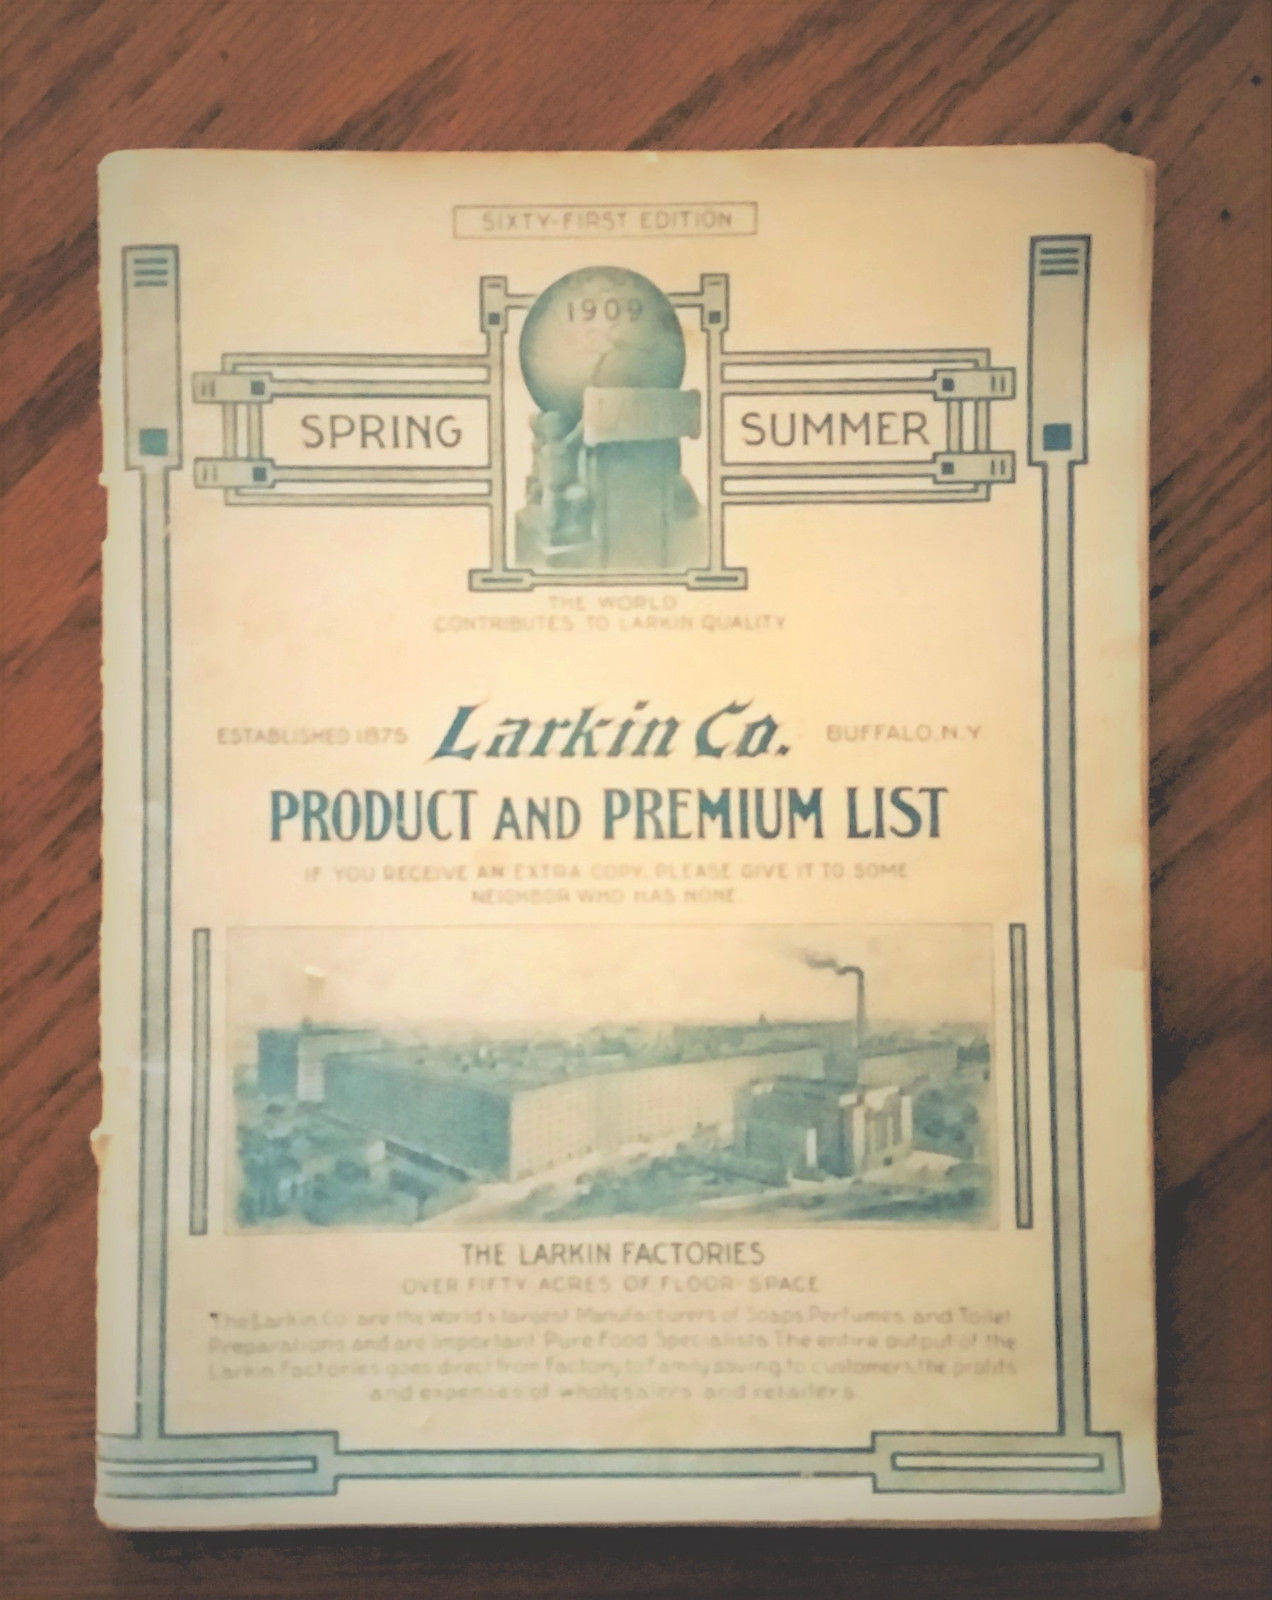 SIXTY-FIRST EDITION
1909
SPRING
SUMMER
THE WORLD
CONTRIBUTES TO LARKIN QUALITY
ESTABLISHED 1875
Larkin Co.
BUFFALO, N.Y.
PRODUCT AND PREMIUM LIST
IF YOU RECEIVE AN EXTRA COPY, PLEASE GIVE IT TO SOME
NEIGHBOR WHO HAS NONE.
THE LARKIN FACTORIES
OVER FIFTY ACRES OF FLOOR SPACE
The Larkin Co. are the World's largest Manufacturers of Soaps, Perfumes, and Toilet
Preparations and are important Pure Food Specialists. The entire output of the
Larkin Factories goes direct from Factory to Family saving to customers, the profits
and expenses of wholesalers and retailers.